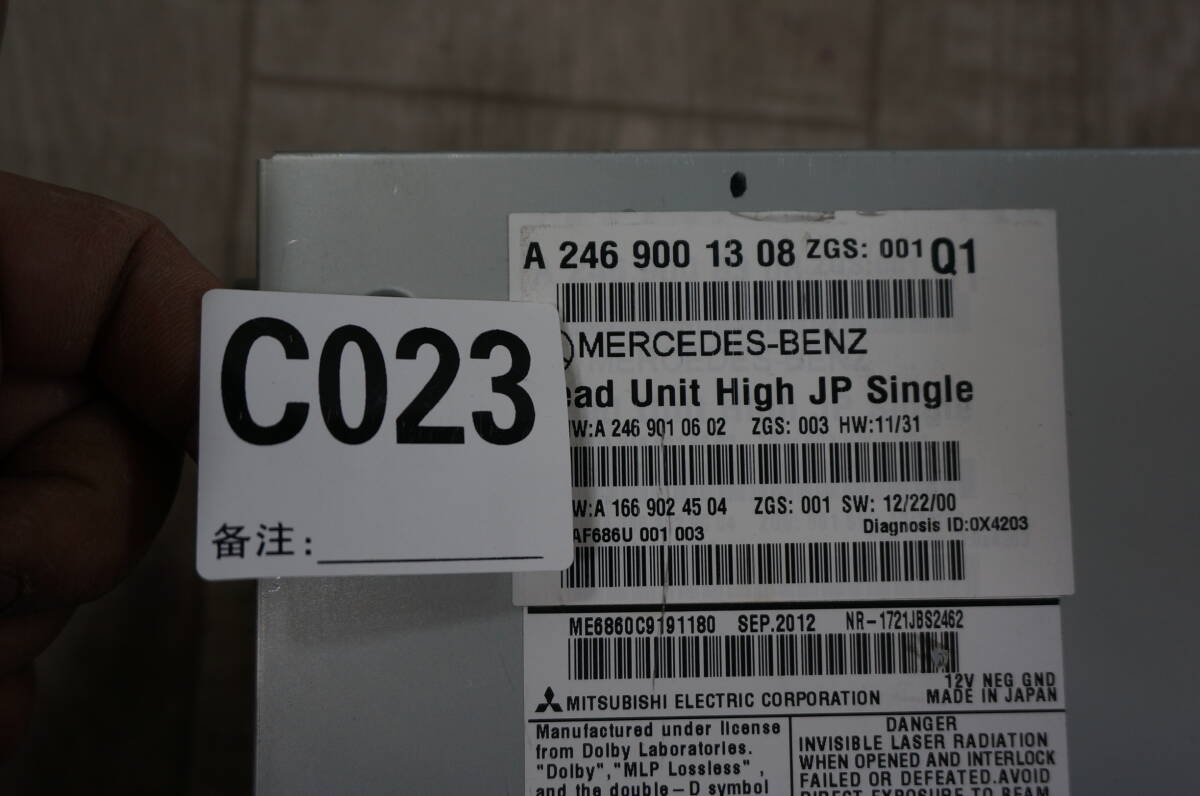 C023
备注:
A 246 900 13 08 ZGS: 001 Q1
MERCEDES-BENZ
ead Unit High JP Single
W:A 246 901 06 02 ZGS: 003 HW:11/31
W:A 166 902 45 04 ZGS: 001 SW: 12/22/00
AF686U 001 003 Diagnosis ID:0X4203
ME6860C9191180 SEP.2012 NR-1721JBS2462
12V NEG GND
MITSUBISHI ELECTRIC CORPORATION MADE IN JAPAN
Manufactured under license
from Dolby Laboratories.
"Dolby","MLP Lossless",
and the double-D symbol
DANGER
INVISIBLE LASER RADIATION
WHEN OPENED AND INTERLOCK
FAILED OR DEFEATED.AVOID
DIRECT EXPOSURE TO BEAM